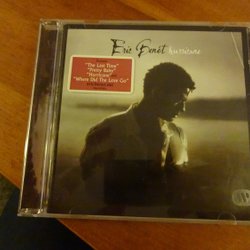 Eric Benét hurricane
"The Last Time"
"Pretty Baby"
"Hurricane"
"Where Did The Love Go"